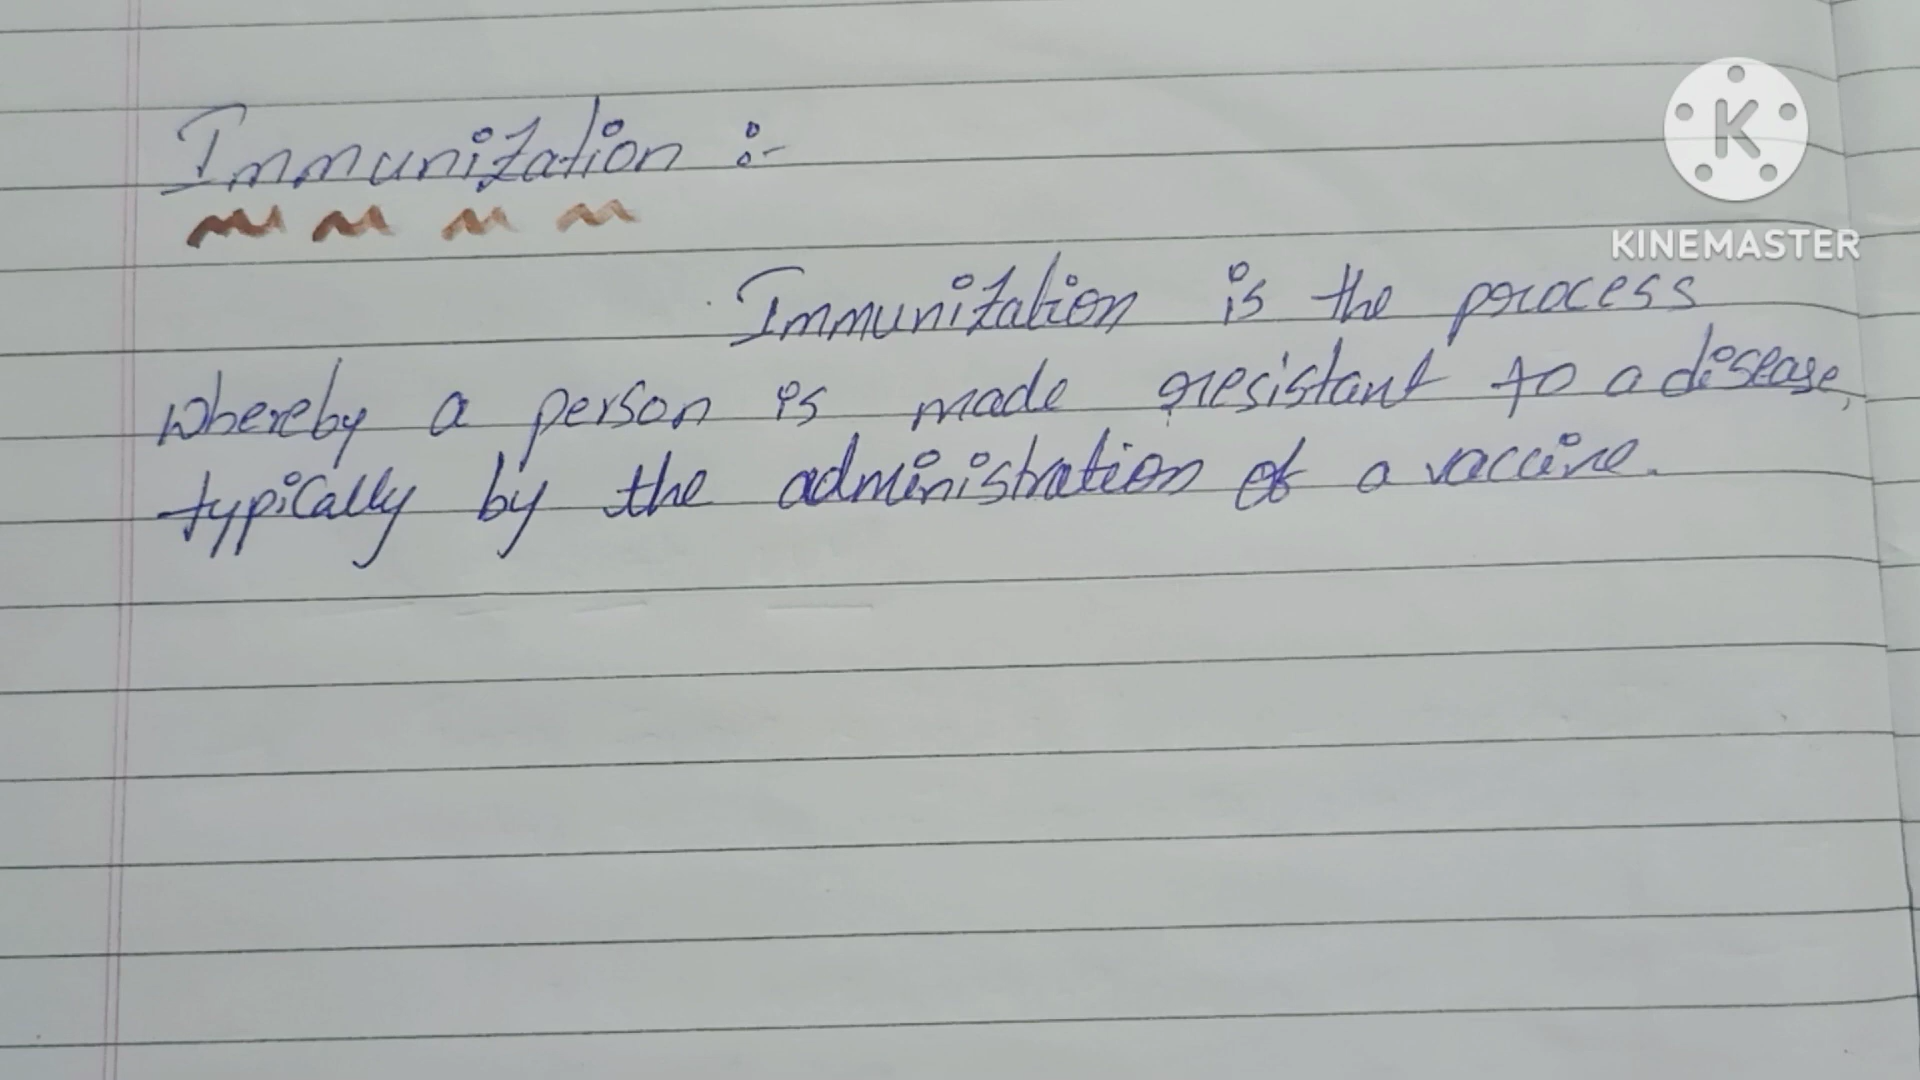 Immunization :-
KINEMASTER
Immunization is the process
whereby a person is made resistant to a disease,
typically by the administration of a vaccine.